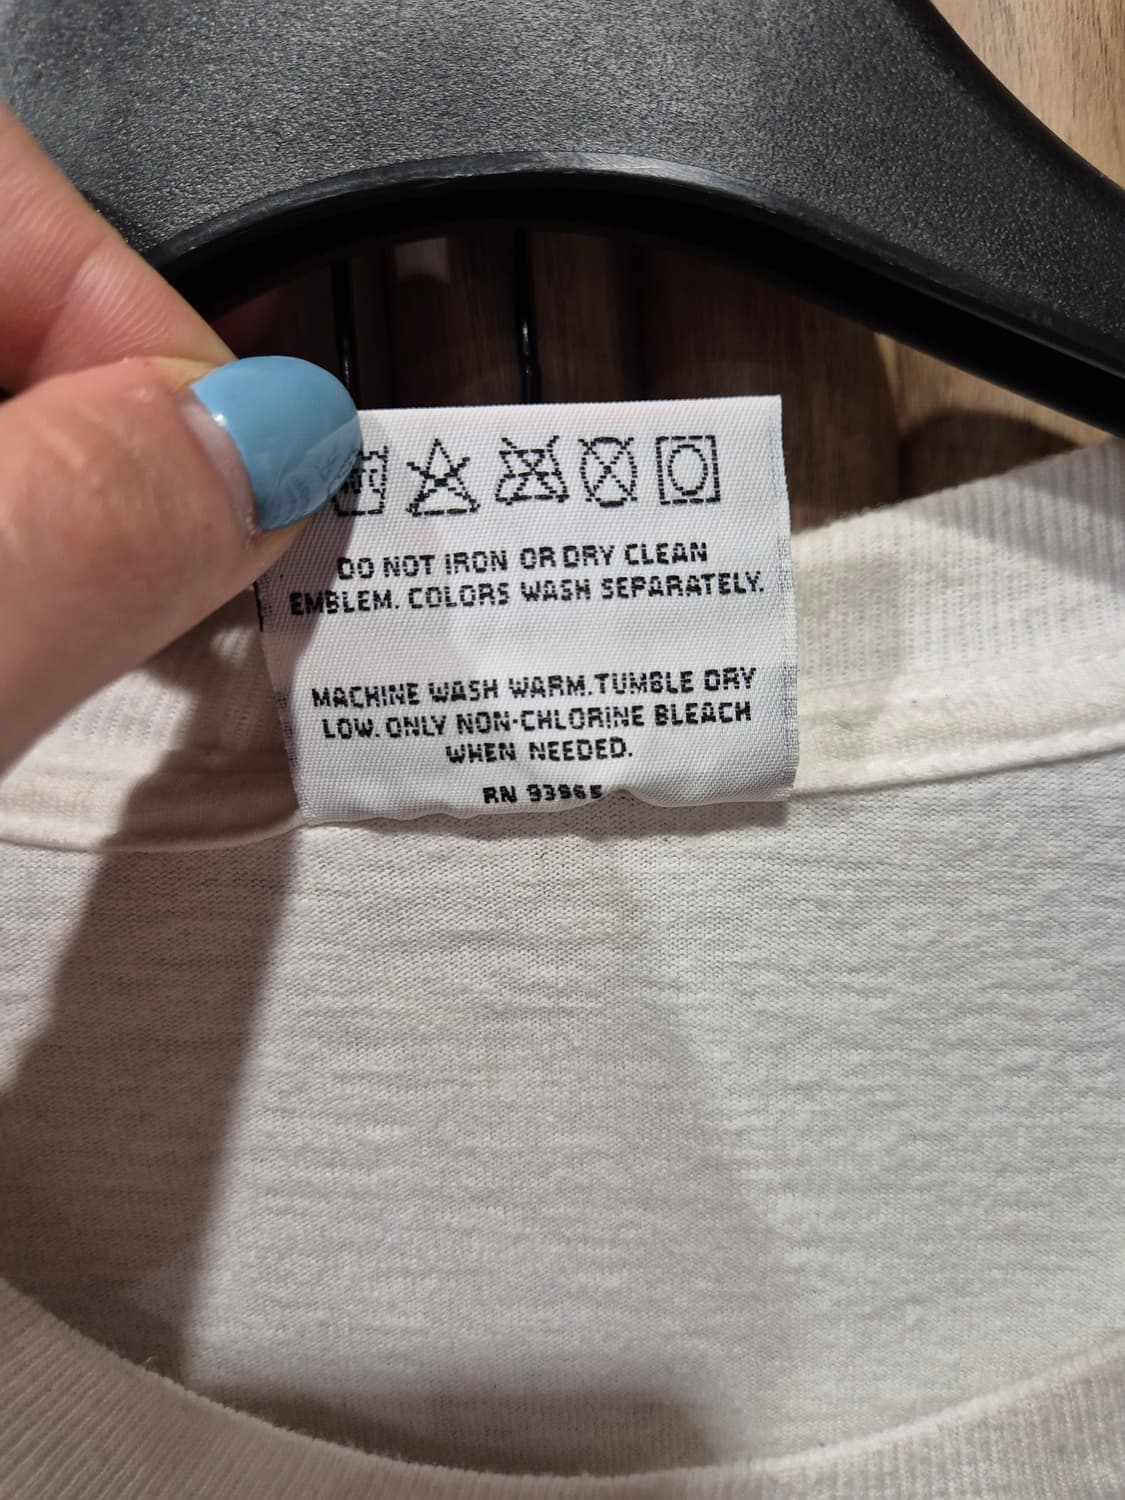 DO NOT IRON OR DRY CLEAN
EMBLEM. COLORS WASH SEPARATELY.
MACHINE WASH WARM. TUMBLE DRY
LOW. ONLY NON-CHLORINE BLEACH
WHEN NEEDED.
RN